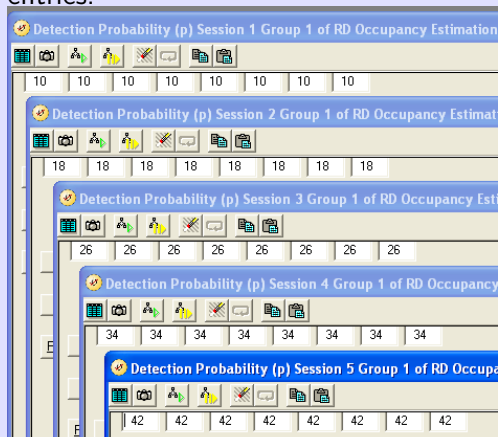 entries.
Detection Probability (p) Session 1 Group 1 of RD Occupancy Estimation
10 10 10 10 10 10 10 10
Detection Probability (p) Session 2 Group 1 of RD Occupancy Estimat
18 18 18 18 18 18 18 18
Detection Probability (p) Session 3 Group 1 of RD Occupancy Esti
26 26 26 26 26 26 26 26
Detection Probability (p) Session 4 Group 1 of RD Occupancy
34 34 34 34 34 34 34 34
Detection Probability (p) Session 5 Group 1 of RD Occupa
42 42 42 42 42 42 42 42